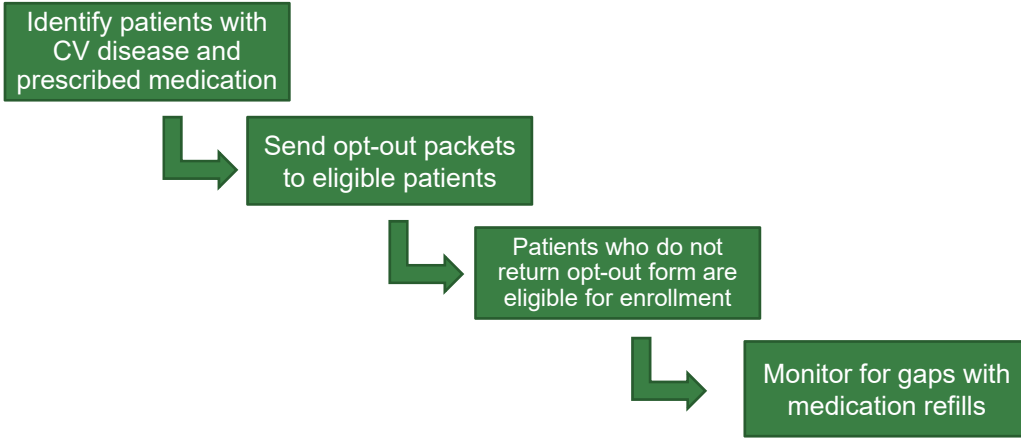 Identify patients with
CV disease and
prescribed medication
Send opt-out packets
to eligible patients
Patients who do not
return opt-out form are
eligible for enrollment
Monitor for gaps with
medication refills